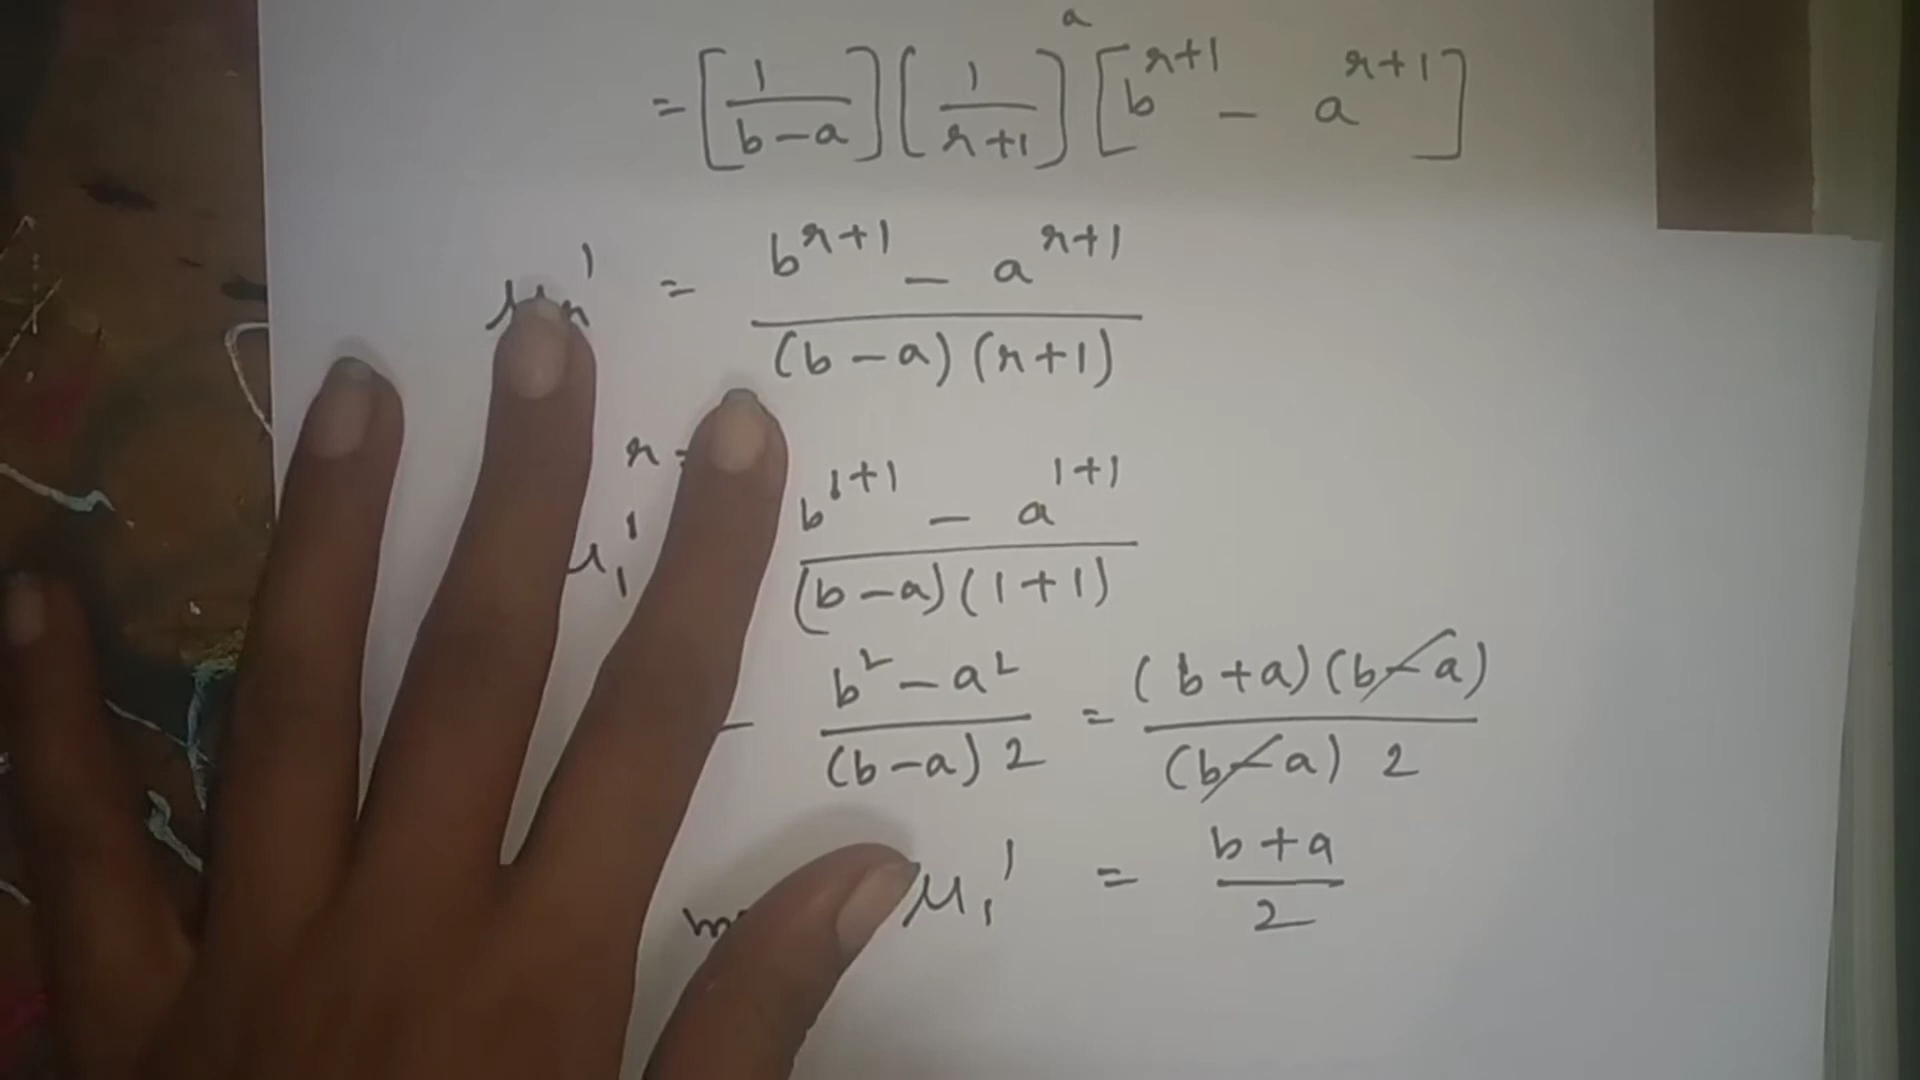 a
= [1/(b-a)] [1/(r+1)] [b^(r+1) - a^(r+1)]
μr' = (b^(r+1) - a^(r+1)) / ((b-a)(r+1))
r =
μ1' (b^(1+1) - a^(1+1)) / ((b-a)(1+1))
= (b² - a²) / ((b-a) 2) = ((b+a)(b-a)) / ((b-a) 2)
μ1' = (b+a) / 2